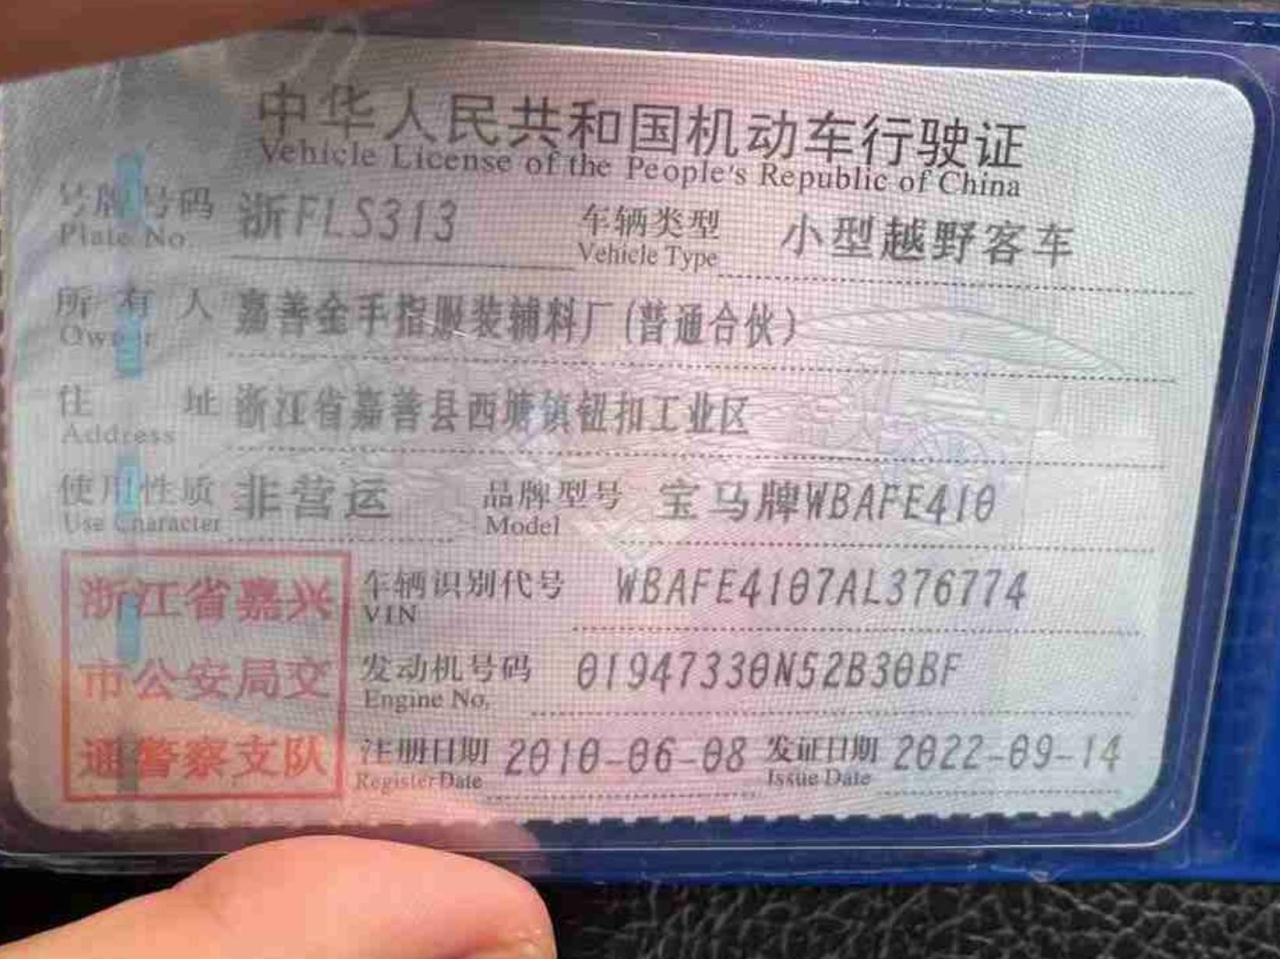 中华人民共和国机动车行驶证
Vehicle License of the People's Republic of China
号牌号码 浙FLS313 车辆类型 小型越野客车
Plate No. Vehicle Type
所有人 嘉善金手指服装辅料厂(普通合伙)
Owner
住址 浙江省嘉善县西塘镇钮扣工业区
Address
使用性质 非营运 品牌型号 宝马牌WBAFE410
Use Character Model
浙江省嘉兴 车辆识别代号 WBAFE4107AL376774
VIN
市公安局交 发动机号码 01947330N52B30BF
Engine No.
通警察支队 注册日期 2010-06-08 发证日期 2022-09-14
Register Date Issue Date